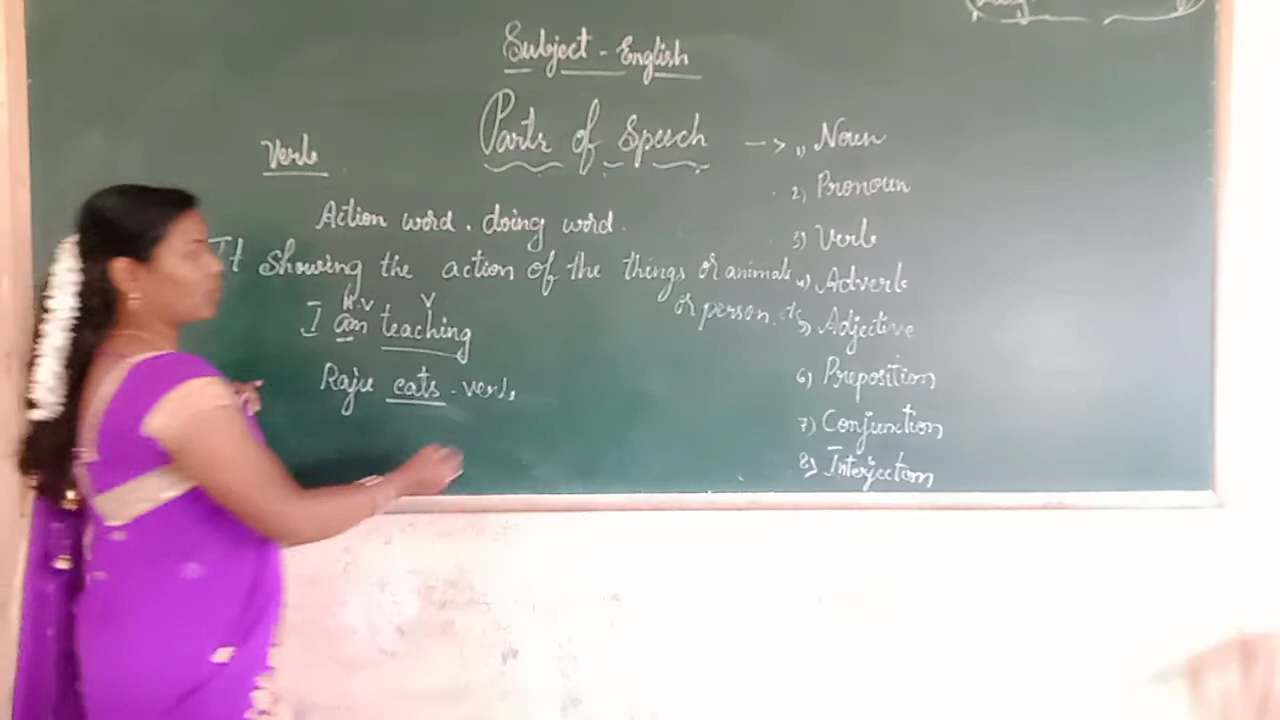 Subject - English
Parts of Speech -> 1) Noun
2) Pronoun
3) Verb
4) Adverb
5) Adjective
6) Preposition
7) Conjunction
8) Interjection
Verb
Action word. doing word.
It showing the action of the things or animals
or person. etc
H.V V
I am teaching
Raju eats - verb